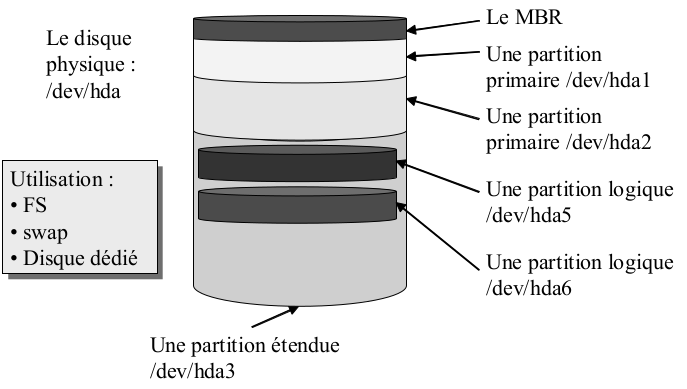 Le disque
physique :
/dev/hda
Le MBR
Une partition
primaire /dev/hda1
Une partition
primaire /dev/hda2
Utilisation :
• FS
• swap
• Disque dédié
Une partition logique
/dev/hda5
Une partition logique
/dev/hda6
Une partition étendue
/dev/hda3